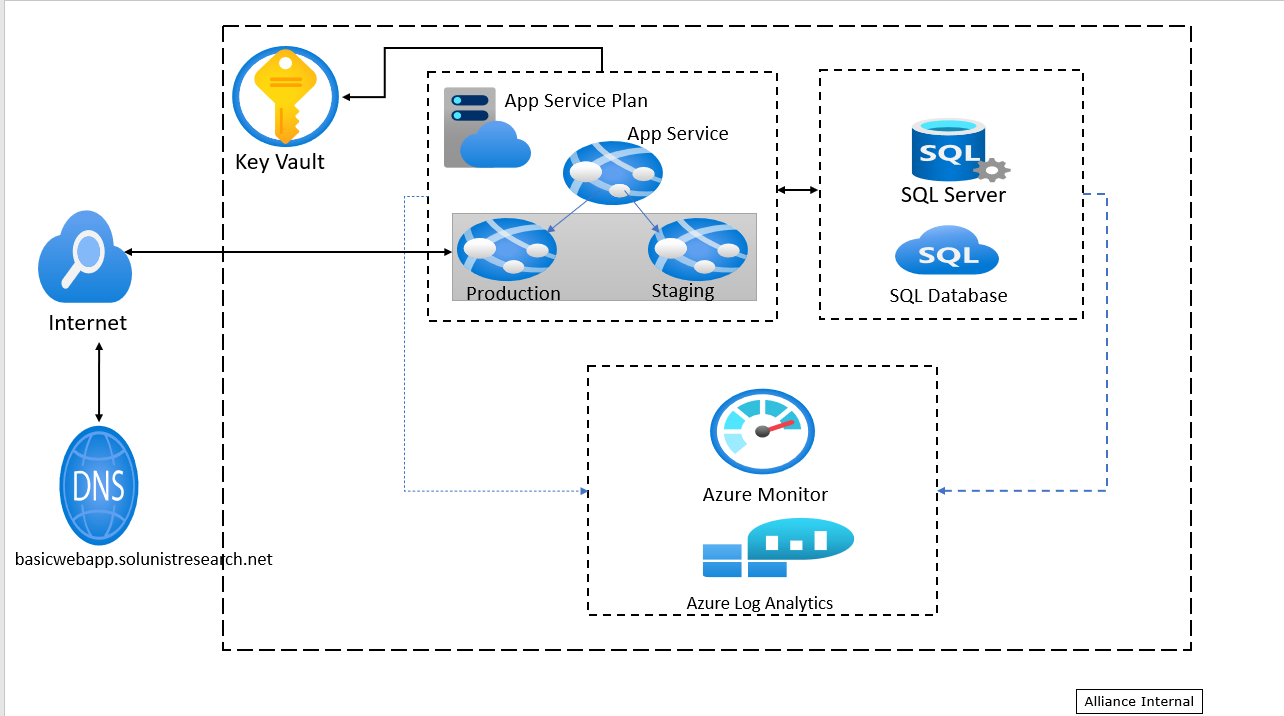 App Service Plan
App Service
Key Vault
SQL
SQL Server
SQL
SQL Database
Production
Staging
Internet
DNS
basicwebapp.solunistresearch.net
Azure Monitor
Azure Log Analytics
Alliance Internal